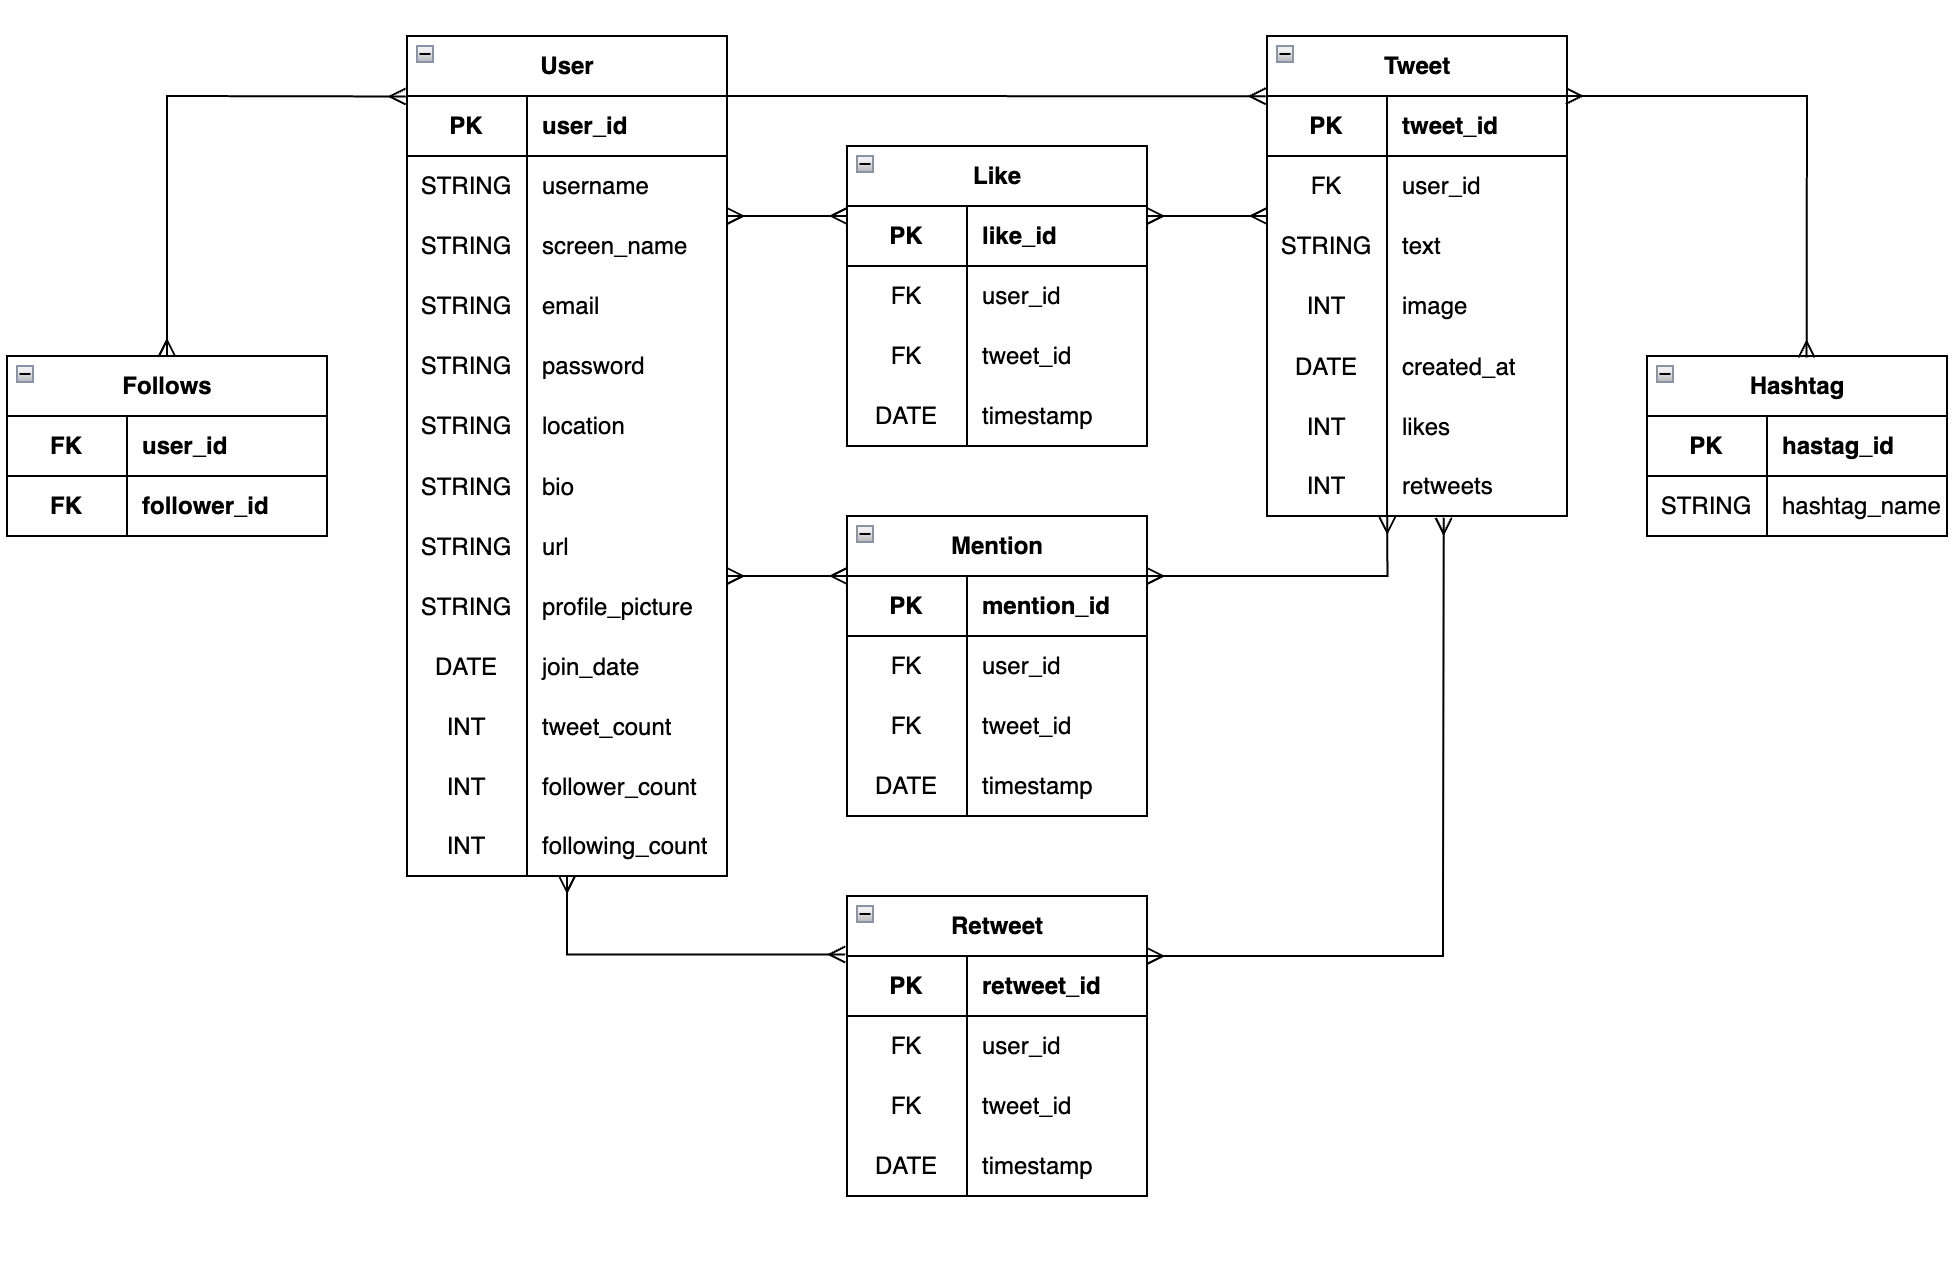 User
PK user_id
STRING username
STRING screen_name
STRING email
STRING password
STRING location
STRING bio
STRING url
STRING profile_picture
DATE join_date
INT tweet_count
INT follower_count
INT following_count
Tweet
PK tweet_id
FK user_id
STRING text
INT image
DATE created_at
INT likes
INT retweets
Like
PK like_id
FK user_id
FK tweet_id
DATE timestamp
Follows
FK user_id
FK follower_id
Hashtag
PK hastag_id
STRING hashtag_name
Mention
PK mention_id
FK user_id
FK tweet_id
DATE timestamp
Retweet
PK retweet_id
FK user_id
FK tweet_id
DATE timestamp